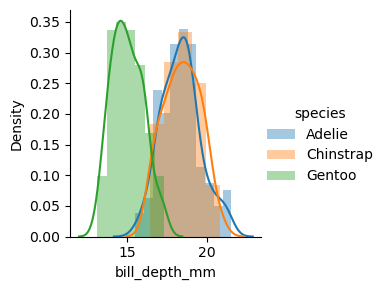 0.35
0.30
0.25
0.20
0.15
0.10
0.05
0.00
Density
15
20
bill_depth_mm
species
Adelie
Chinstrap
Gentoo